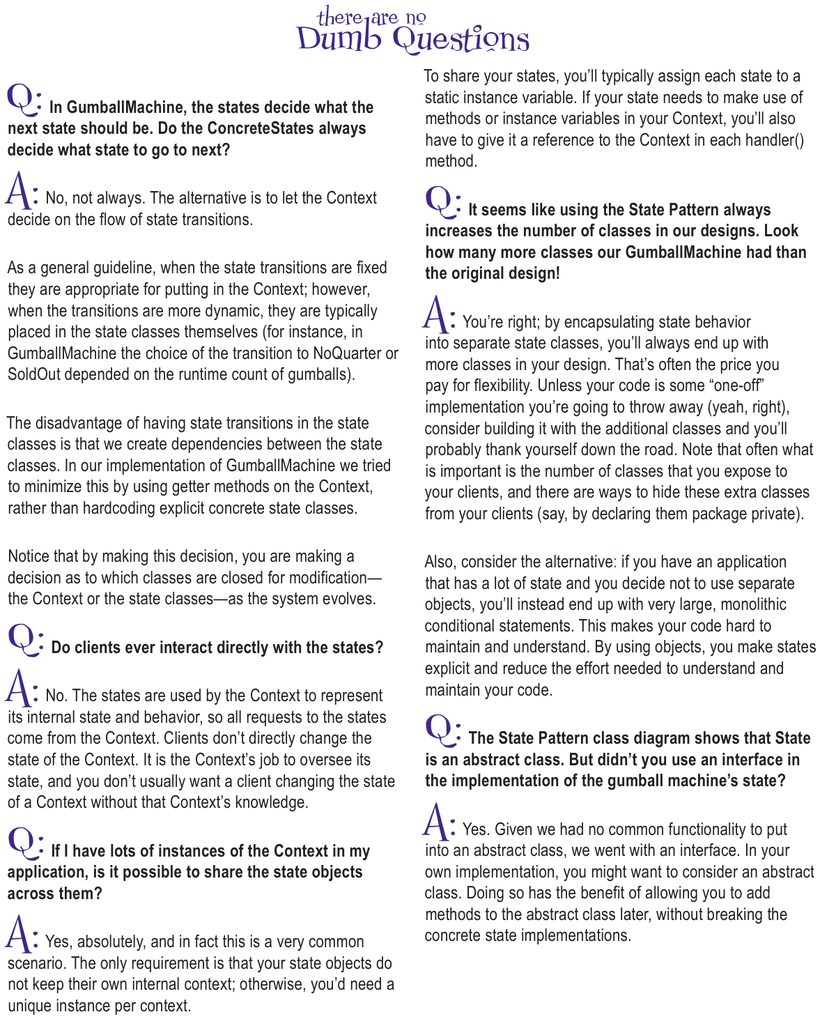 there are no
Dumb Questions
Q: In GumballMachine, the states decide what the
next state should be. Do the ConcreteStates always
decide what state to go to next?
A: No, not always. The alternative is to let the Context
decide on the flow of state transitions.
As a general guideline, when the state transitions are fixed
they are appropriate for putting in the Context; however,
when the transitions are more dynamic, they are typically
placed in the state classes themselves (for instance, in
GumballMachine the choice of the transition to NoQuarter or
SoldOut depended on the runtime count of gumballs).
The disadvantage of having state transitions in the state
classes is that we create dependencies between the state
classes. In our implementation of GumballMachine we tried
to minimize this by using getter methods on the Context,
rather than hardcoding explicit concrete state classes.
Notice that by making this decision, you are making a
decision as to which classes are closed for modification—
the Context or the state classes—as the system evolves.
Q: Do clients ever interact directly with the states?
A: No. The states are used by the Context to represent
its internal state and behavior, so all requests to the states
come from the Context. Clients don’t directly change the
state of the Context. It is the Context’s job to oversee its
state, and you don’t usually want a client changing the state
of a Context without that Context’s knowledge.
Q: If I have lots of instances of the Context in my
application, is it possible to share the state objects
across them?
A: Yes, absolutely, and in fact this is a very common
scenario. The only requirement is that your state objects do
not keep their own internal context; otherwise, you’d need a
unique instance per context.
To share your states, you’ll typically assign each state to a
static instance variable. If your state needs to make use of
methods or instance variables in your Context, you’ll also
have to give it a reference to the Context in each handler()
method.
Q: It seems like using the State Pattern always
increases the number of classes in our designs. Look
how many more classes our GumballMachine had than
the original design!
A: You’re right; by encapsulating state behavior
into separate state classes, you’ll always end up with
more classes in your design. That’s often the price you
pay for flexibility. Unless your code is some “one-off”
implementation you’re going to throw away (yeah, right),
consider building it with the additional classes and you’ll
probably thank yourself down the road. Note that often what
is important is the number of classes that you expose to
your clients, and there are ways to hide these extra classes
from your clients (say, by declaring them package private).
Also, consider the alternative: if you have an application
that has a lot of state and you decide not to use separate
objects, you’ll instead end up with very large, monolithic
conditional statements. This makes your code hard to
maintain and understand. By using objects, you make states
explicit and reduce the effort needed to understand and
maintain your code.
Q: The State Pattern class diagram shows that State
is an abstract class. But didn’t you use an interface in
the implementation of the gumball machine’s state?
A: Yes. Given we had no common functionality to put
into an abstract class, we went with an interface. In your
own implementation, you might want to consider an abstract
class. Doing so has the benefit of allowing you to add
methods to the abstract class later, without breaking the
concrete state implementations.